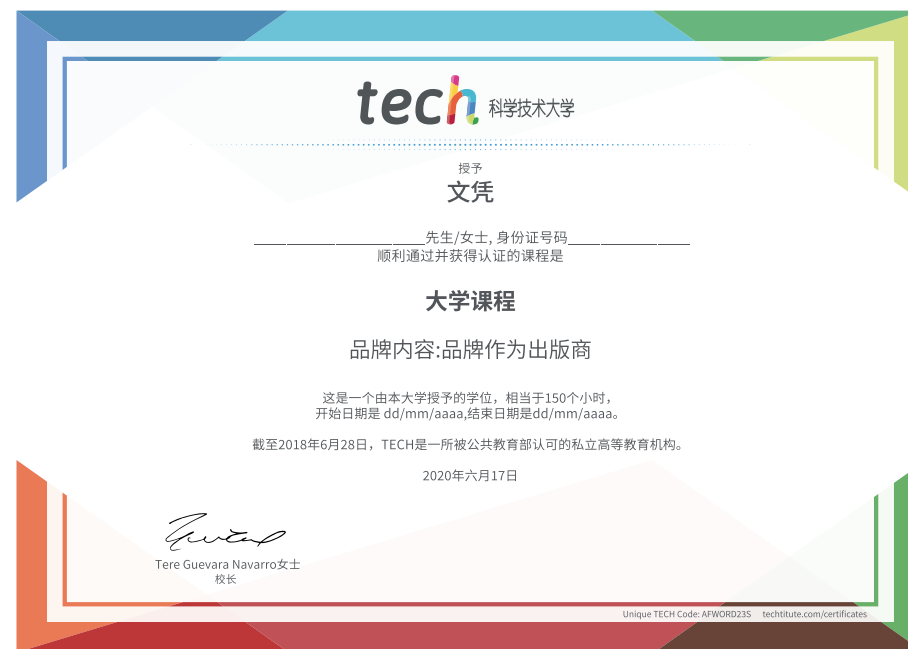 tech 科学技术大学
授予
文凭
先生/女士, 身份证号码
顺利通过并获得认证的课程是
大学课程
品牌内容:品牌作为出版商
这是一个由本大学授予的学位，相当于150个小时，
开始日期是 dd/mm/aaaa,结束日期是dd/mm/aaaa。
截至2018年6月28日，TECH是一所被公共教育部认可的私立高等教育机构。
2020年六月17日
Tere Guevara Navarro女士
校长
Unique TECH Code: AFWORD23S techtitute.com/certificates